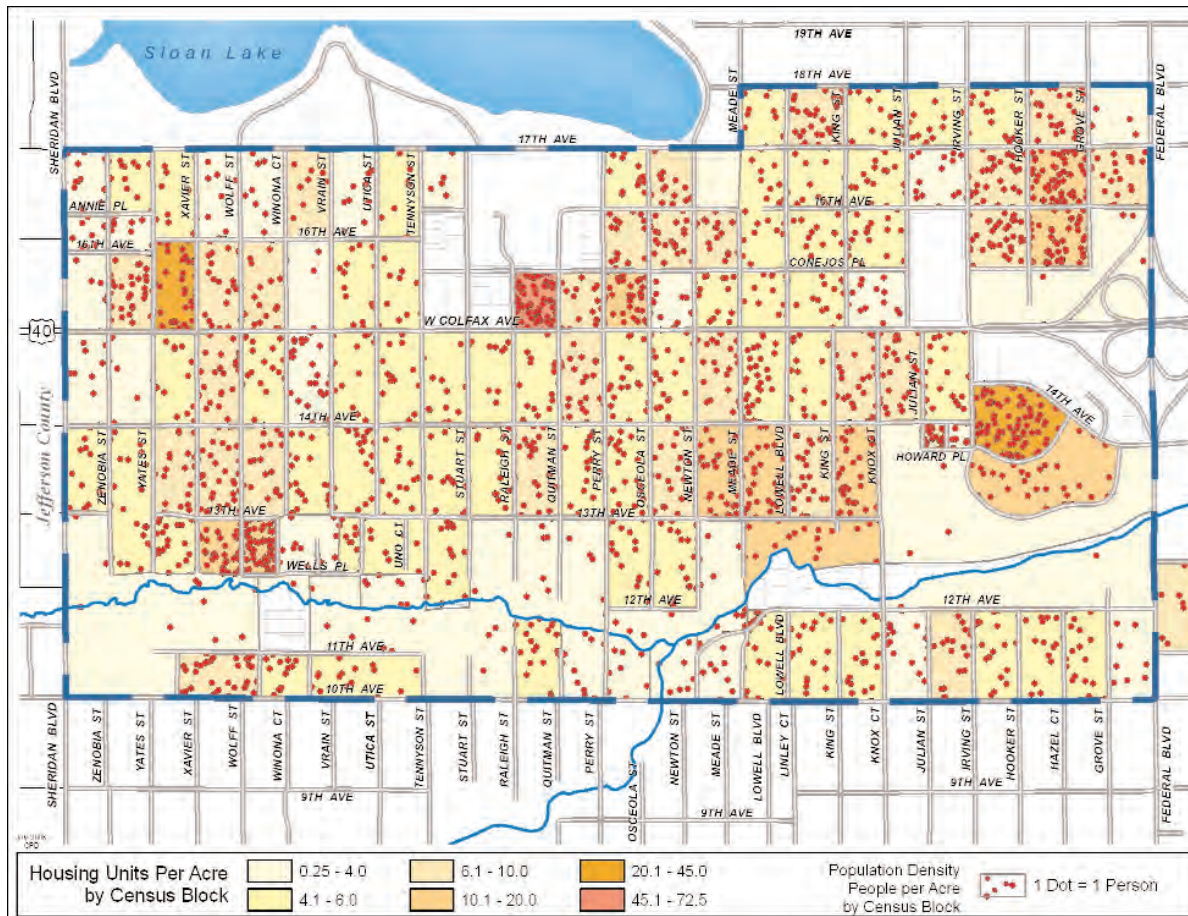 19TH AVE
Sloan Lake
18TH AVE
SHERIDAN BLVD
MEADE ST
KING ST
JULIAN ST
IRVING ST
HOOKER ST
GROVE ST
FEDERAL BLVD
17TH AVE
XAVIER ST
WOLFF ST
WINONA CT
VRAIN ST
UTICA ST
TENNYSON ST
ANNIE PL
16TH AVE
16TH AVE
16TH AVE
CONEJOS PL
40
W COLFAX AVE
JULIAN ST
14TH AVE
14TH AVE
Jefferson County
ZENOBIA ST
YATES ST
STUART ST
RALEIGH ST
QUITMAN ST
PERRY ST
OSCEOLA ST
NEWTON ST
MEADE ST
LOWELL BLVD
KING ST
KNOX CT
HOWARD PL
13TH AVE
13TH AVE
UNO CT
WELLS PL
12TH AVE
12TH AVE
11TH AVE
LOWELL BLVD
10TH AVE
SHERIDAN BLVD
ZENOBIA ST
YATES ST
XAVIER ST
WOLFF ST
WINONA CT
VRAIN ST
UTICA ST
TENNYSON ST
STUART ST
RALEIGH ST
QUITMAN ST
PERRY ST
OSCEOLA ST
NEWTON ST
MEADE ST
LOWELL BLVD
LINLEY CT
KING ST
KNOX CT
JULIAN ST
IRVING ST
HOOKER ST
HAZEL CT
GROVE ST
FEDERAL BLVD
9TH AVE
9TH AVE
9TH AVE
CPD
Housing Units Per Acre
by Census Block
0.25 - 4.0
4.1 - 6.0
6.1 - 10.0
10.1 - 20.0
20.1 - 45.0
45.1 - 72.5
Population Density
People per Acre
by Census Block
1 Dot = 1 Person